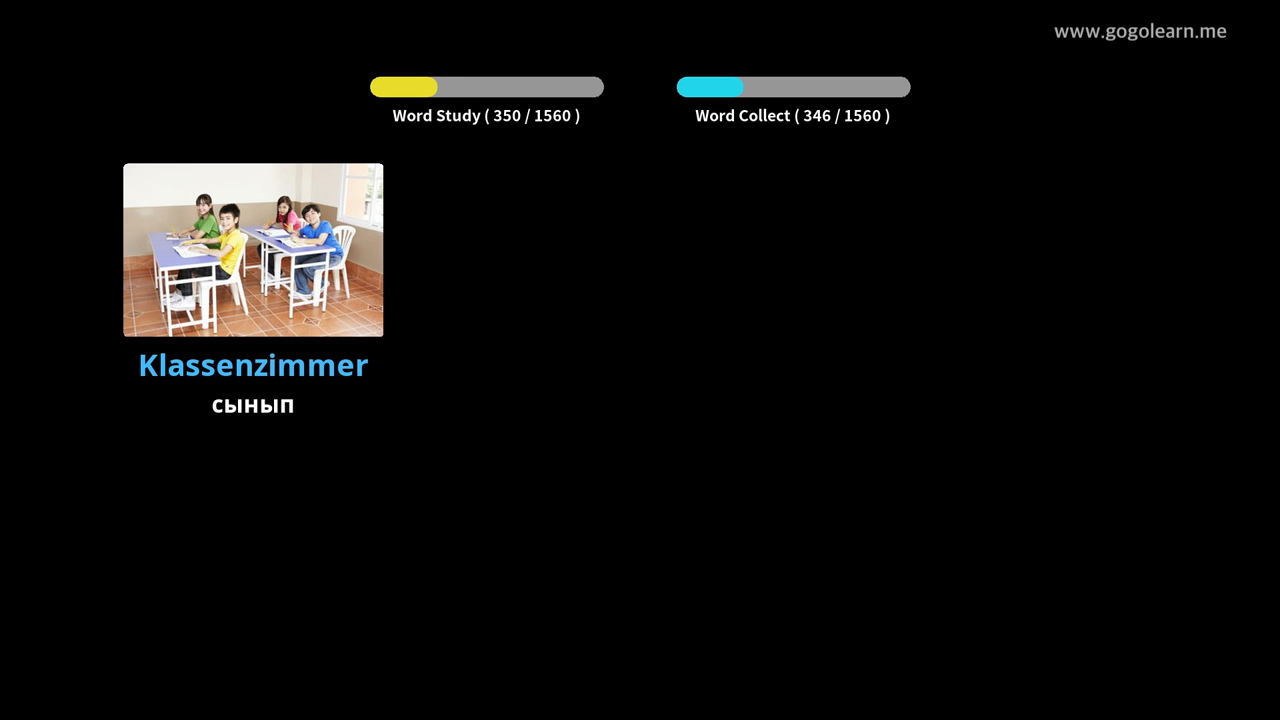 www.gogolearn.me
Word Study ( 350 / 1560 )
Word Collect ( 346 / 1560 )
Klassenzimmer
сынып